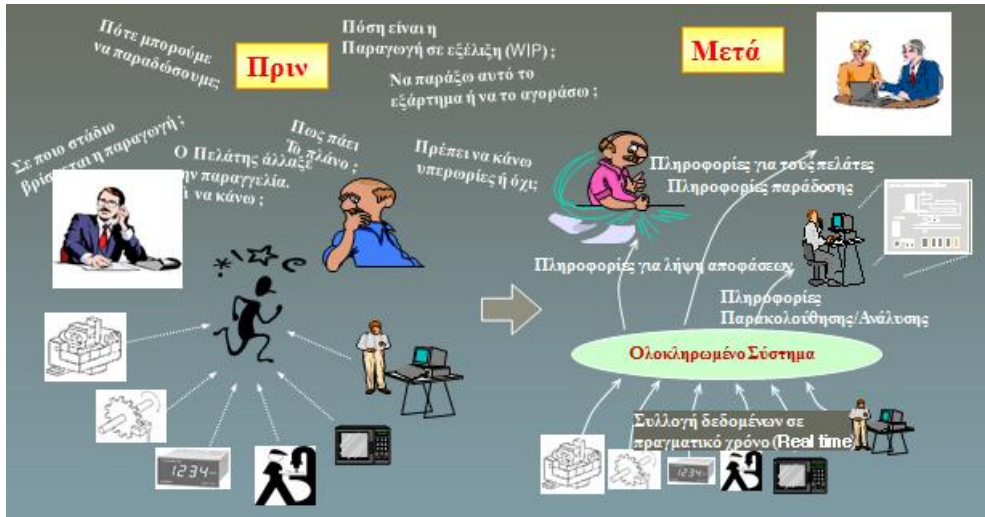 Πότε μπορούμε
να παραδώσουμε;
Πριν
Πόση είναι η
Παραγωγή σε εξέλιξη (WIP) ;
Να παράξω αυτό το
εξάρτημα ή να το αγοράσω ;
Σε ποιο στάδιο
βρίσκεται η παραγωγή ;
Ο Πελάτης άλλαξε
την παραγγελία.
Τι να κάνω ;
Πως πάει
Το πλάνο ;
Πρέπει να κάνω
υπερωρίες ή όχι;
1234
Μετά
Πληροφορίες για τους πελάτες
Πληροφορίες παράδοσης
Πληροφορίες για λήψη αποφάσεων
Πληροφορίες
Παρακολούθησης/Ανάλυσης
Ολοκληρωμένο Σύστημα
Συλλογή δεδομένων σε
πραγματικό χρόνο (Real time)
1234